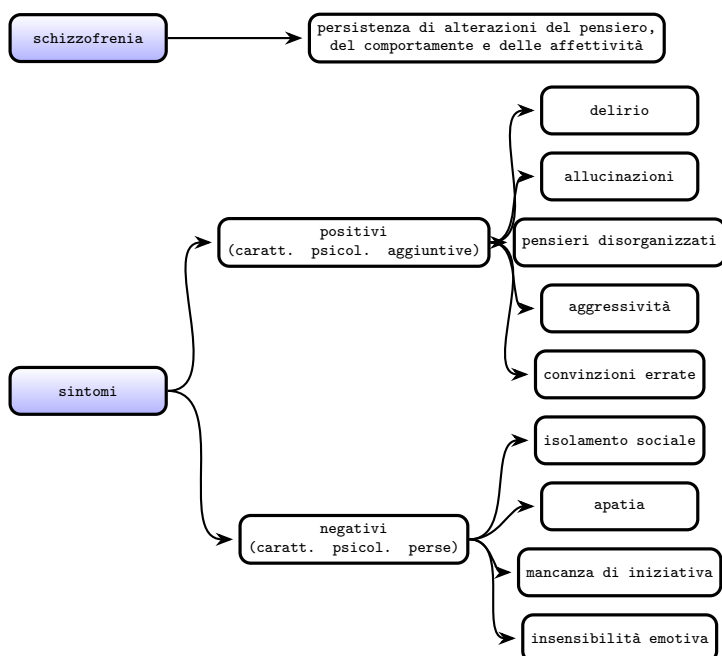 schizzofrenia
persistenza di alterazioni del pensiero,
del comportamente e delle affettività
delirio
allucinazioni
positivi
(caratt. psicol. aggiuntive)
pensieri disorganizzati
aggressività
convinzioni errate
sintomi
isolamento sociale
apatia
negativi
(caratt. psicol. perse)
mancanza di iniziativa
insensibilità emotiva